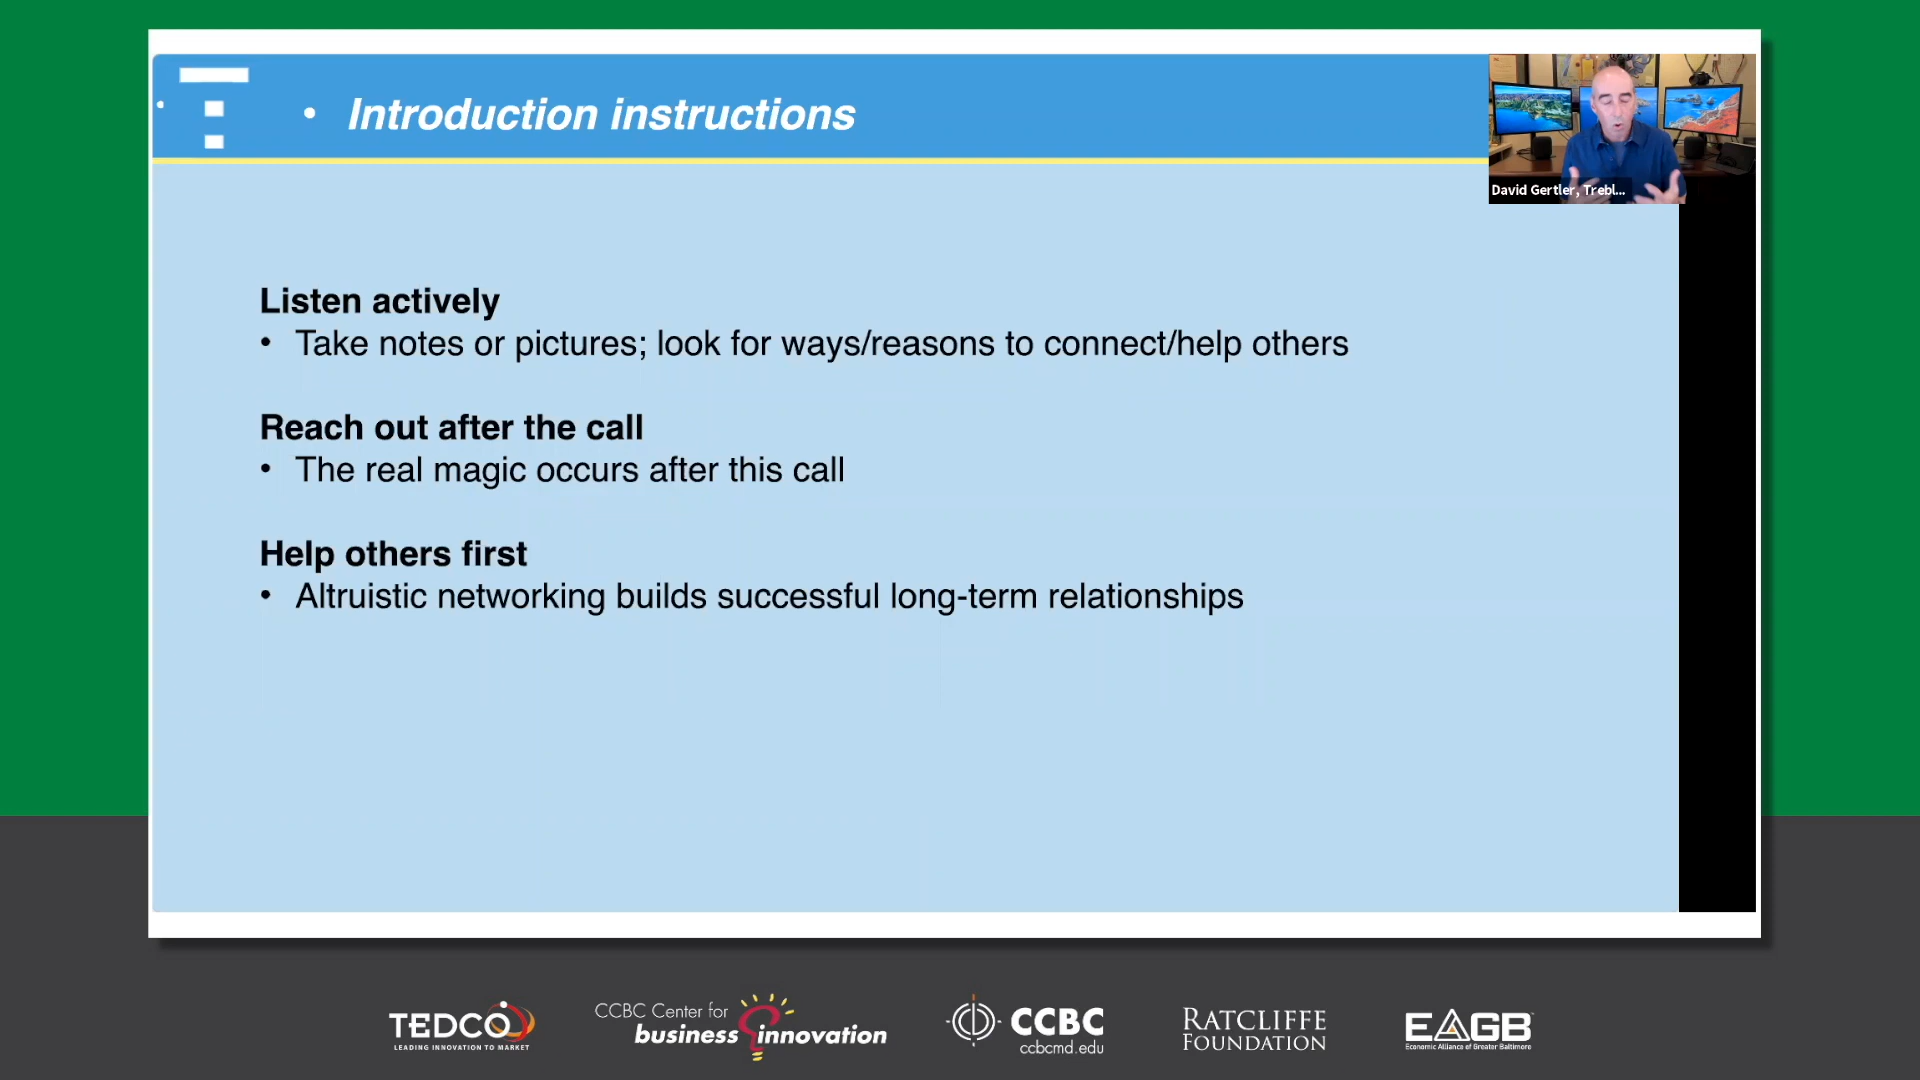 • Introduction instructions
David Gertler, Trebl...
Listen actively
• Take notes or pictures; look for ways/reasons to connect/help others
Reach out after the call
• The real magic occurs after this call
Help others first
• Altruistic networking builds successful long-term relationships
TEDCO
LEADING INNOVATION TO MARKET
CCBC Center for
business innovation
CCBC
ccbcmd.edu
RATCLIFFE
FOUNDATION
EAGB
Economic Alliance of Greater Baltimore